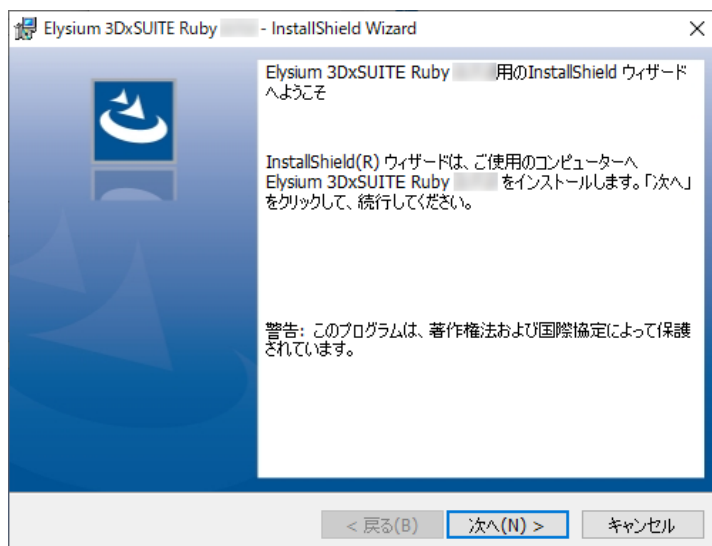 Elysium 3DxSUITE Ruby - InstallShield Wizard
Elysium 3DxSUITE Ruby 用のInstallShield ウィザード
へようこそ
InstallShield(R) ウィザードは、ご使用のコンピューターへ
Elysium 3DxSUITE Ruby をインストールします。「次へ」
をクリックして、続行してください。
警告: このプログラムは、著作権法および国際協定によって保護
されています。
< 戻る(B)
次へ(N) >
キャンセル